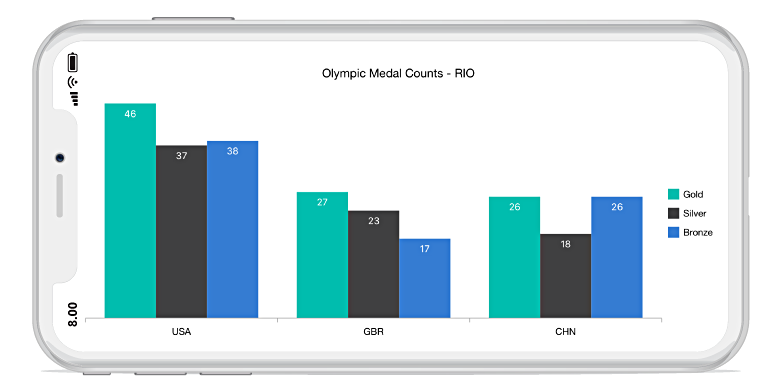 Olympic Medal Counts - RIO
46
37
38
27
23
17
26
18
26
Gold
Silver
Bronze
USA
GBR
CHN
8.00